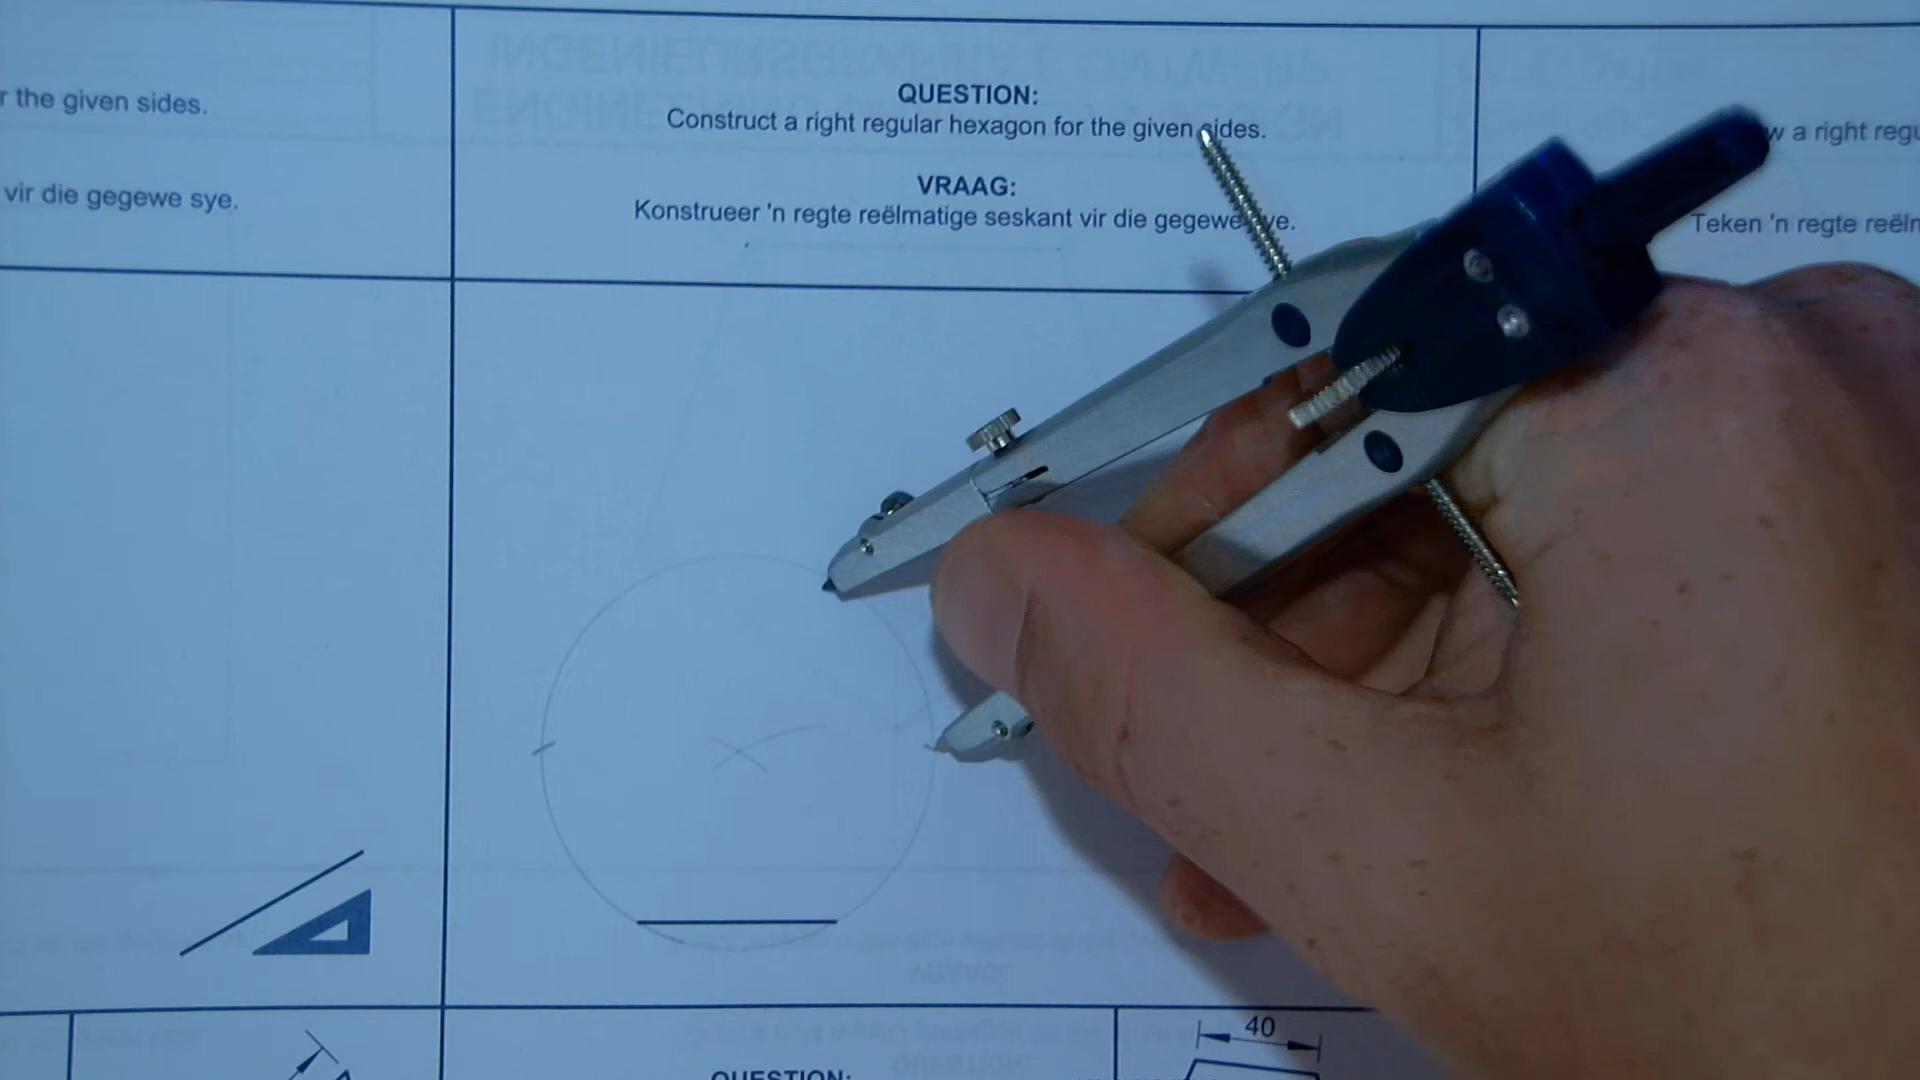 r the given sides.
vir die gegewe sye.
QUESTION:
Construct a right regular hexagon for the given sides.
VRAAG:
Konstrueer 'n regte reëlmatige seskant vir die gegewe sye.
w a right regu
Teken 'n regte reëln
40
QUESTION: